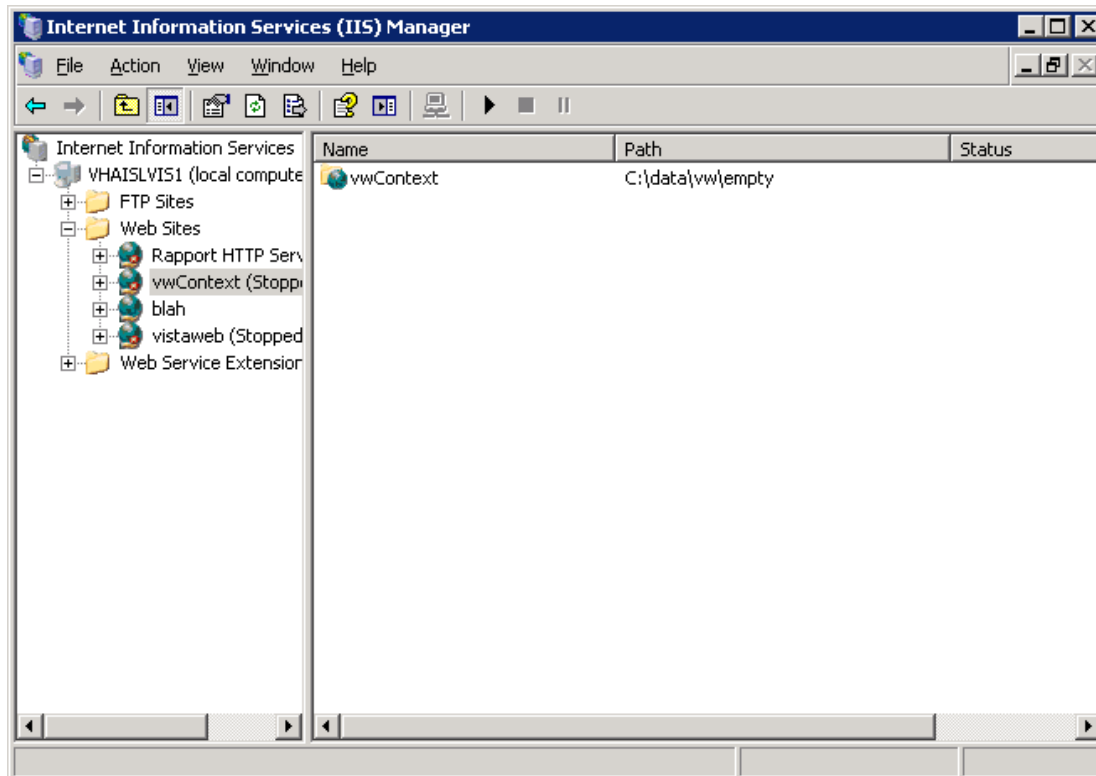 Internet Information Services (IIS) Manager
File Action View Window Help
Internet Information Services
VHAISLVIS1 (local compute
FTP Sites
Web Sites
Rapport HTTP Serv
vwContext (Stoppe
blah
vistaweb (Stopped
Web Service Extension
Name Path Status
vwContext C:\data\vw\empty